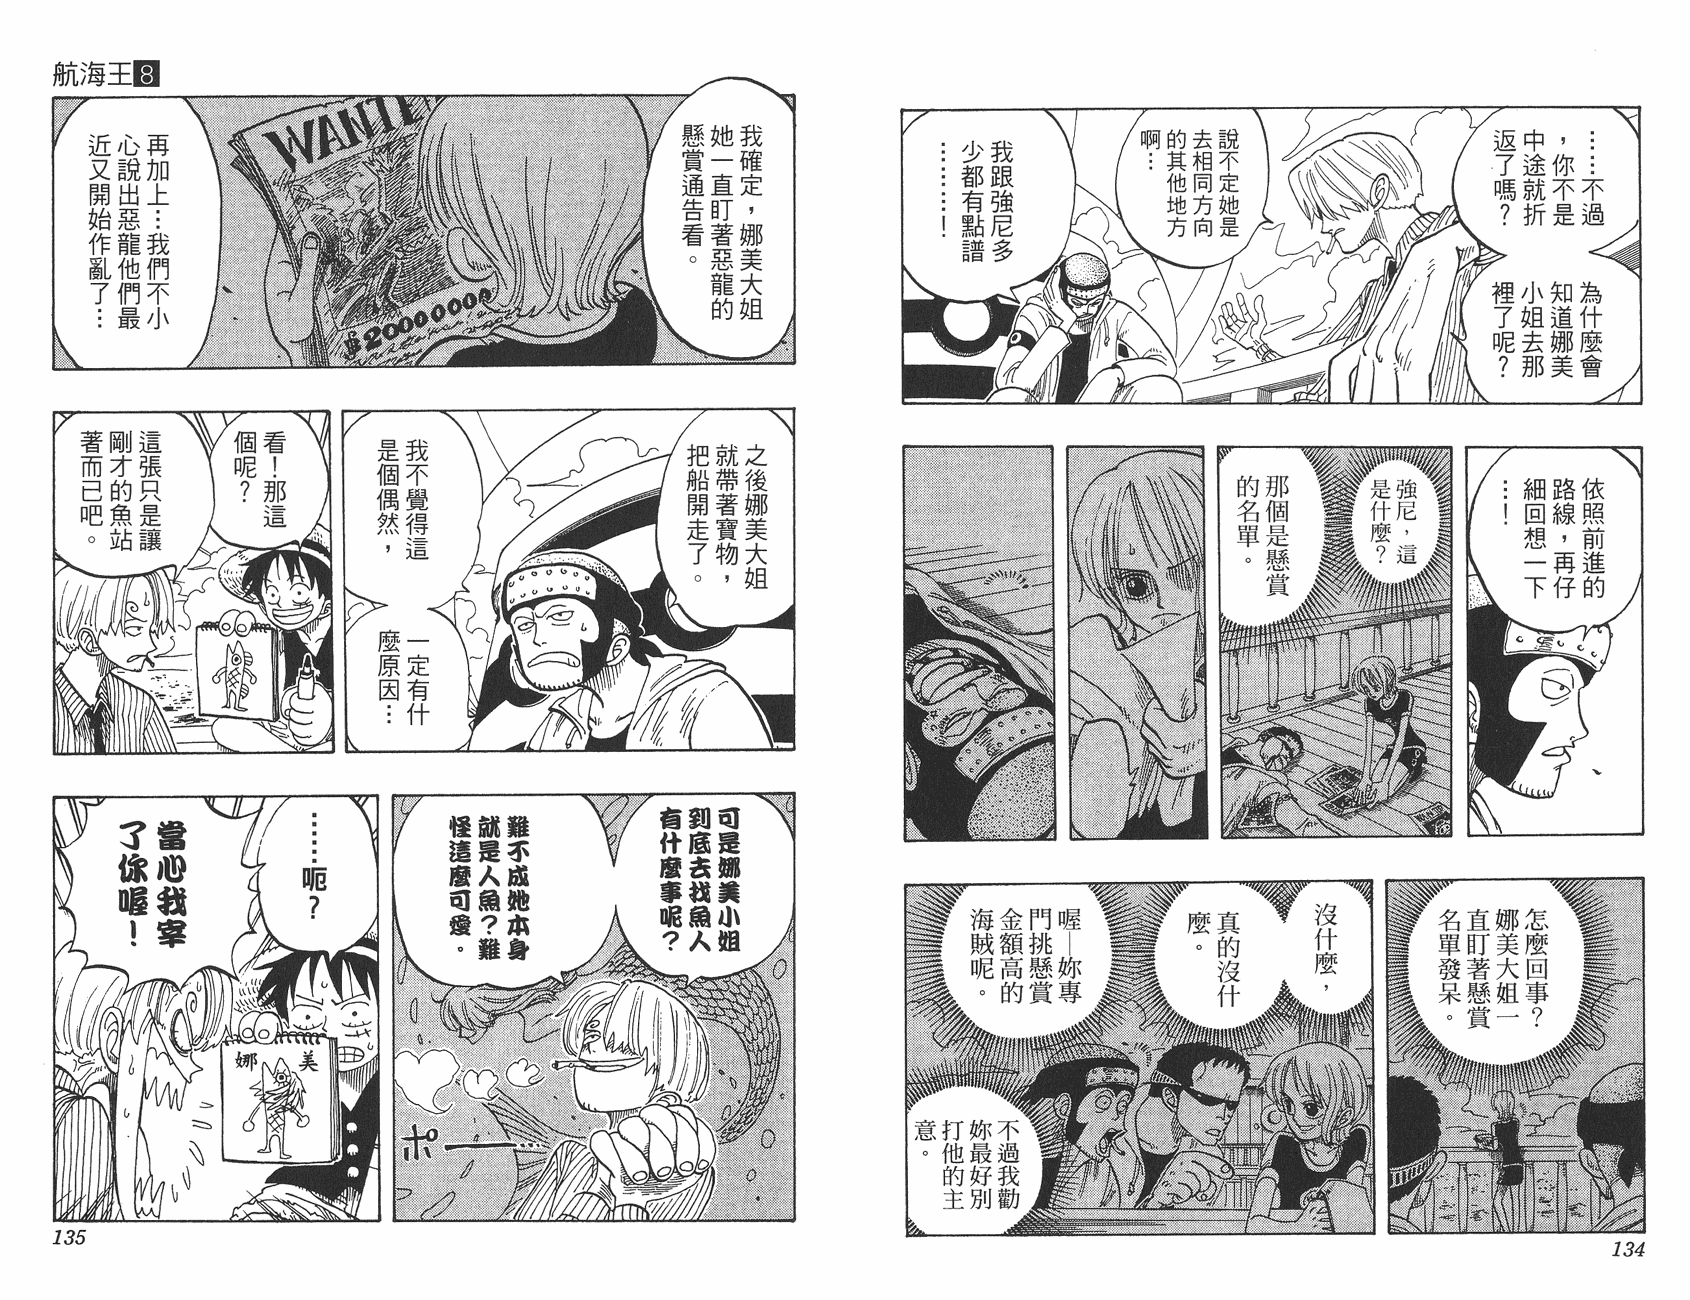 ……不過
，你不是
中途就折
返了嗎？
為什麼會
知道娜美
小姐去那
裡了呢？
說不定她是
去相同方向
的其他地方
啊…
我跟強尼多
少都有點譜
………！
依照前進的
路線，再仔
細回想一下
…！
強尼，這
是什麼？
那個是懸賞
的名單。
怎麼回事？
娜美大姐一
直盯著懸賞
名單發呆。
沒什麼，
真的沒什
麼。
喔—妳專
門挑懸賞
金額高的
海賊呢。
不過我勸
妳最好別
打他的主
意。
134
航海王8
我確定，娜美大姐
她一直盯著惡龍的
懸賞通告看。
WANTE
$20000000
再加上…我們不小
心說出惡龍他們最
近又開始作亂了…
之後娜美大姐
就帶著寶物，
把船開走了。
我不覺得這
是個偶然，
一定有什
麼原因…
看！那這
個呢？
這張只是讓
剛才的魚站
著而已吧。
可是娜美小姐
到底去找魚人
有什麼事呢？
難不成她本身
就是人魚？難
怪這麼可愛。
ポー……
……呃？
娜美
當心我宰
了你喔！
135